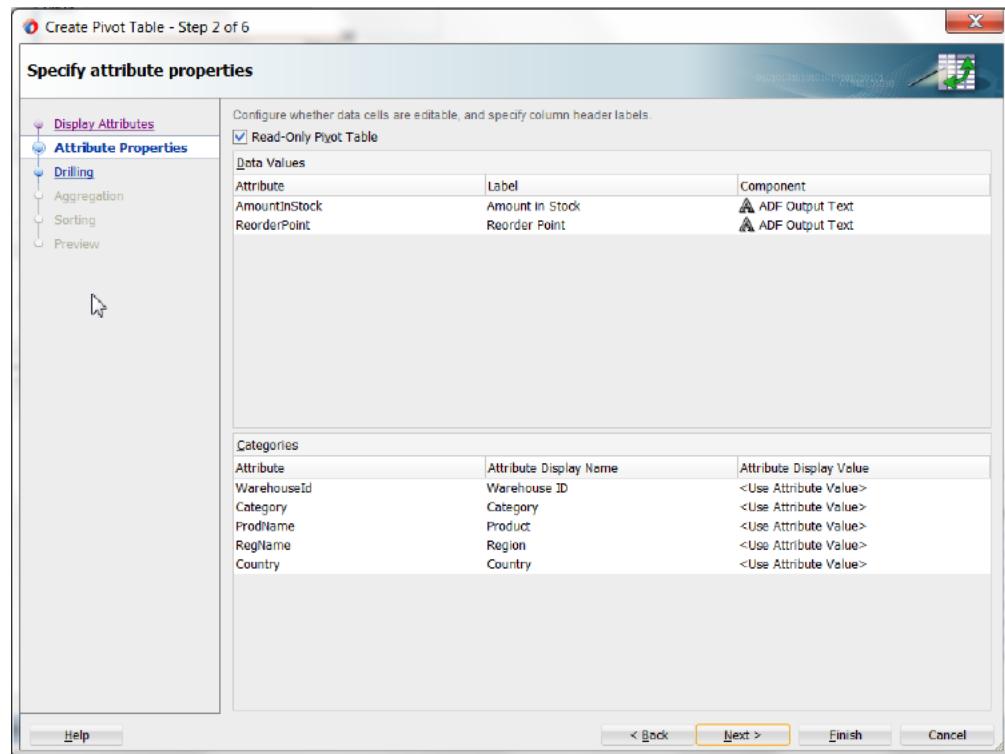 Create Pivot Table - Step 2 of 6
Specify attribute properties
Display Attributes
Attribute Properties
Drilling
Aggregation
Sorting
Preview
Configure whether data cells are editable, and specify column header labels.
Read-Only Pivot Table
Data Values
Attribute Label Component
AmountInStock Amount in Stock ADF Output Text
ReorderPoint Reorder Point ADF Output Text
Categories
Attribute Attribute Display Name Attribute Display Value
WarehouseId Warehouse ID <Use Attribute Value>
Category Category <Use Attribute Value>
ProdName Product <Use Attribute Value>
RegName Region <Use Attribute Value>
Country Country <Use Attribute Value>
Help < Back Next > Finish Cancel